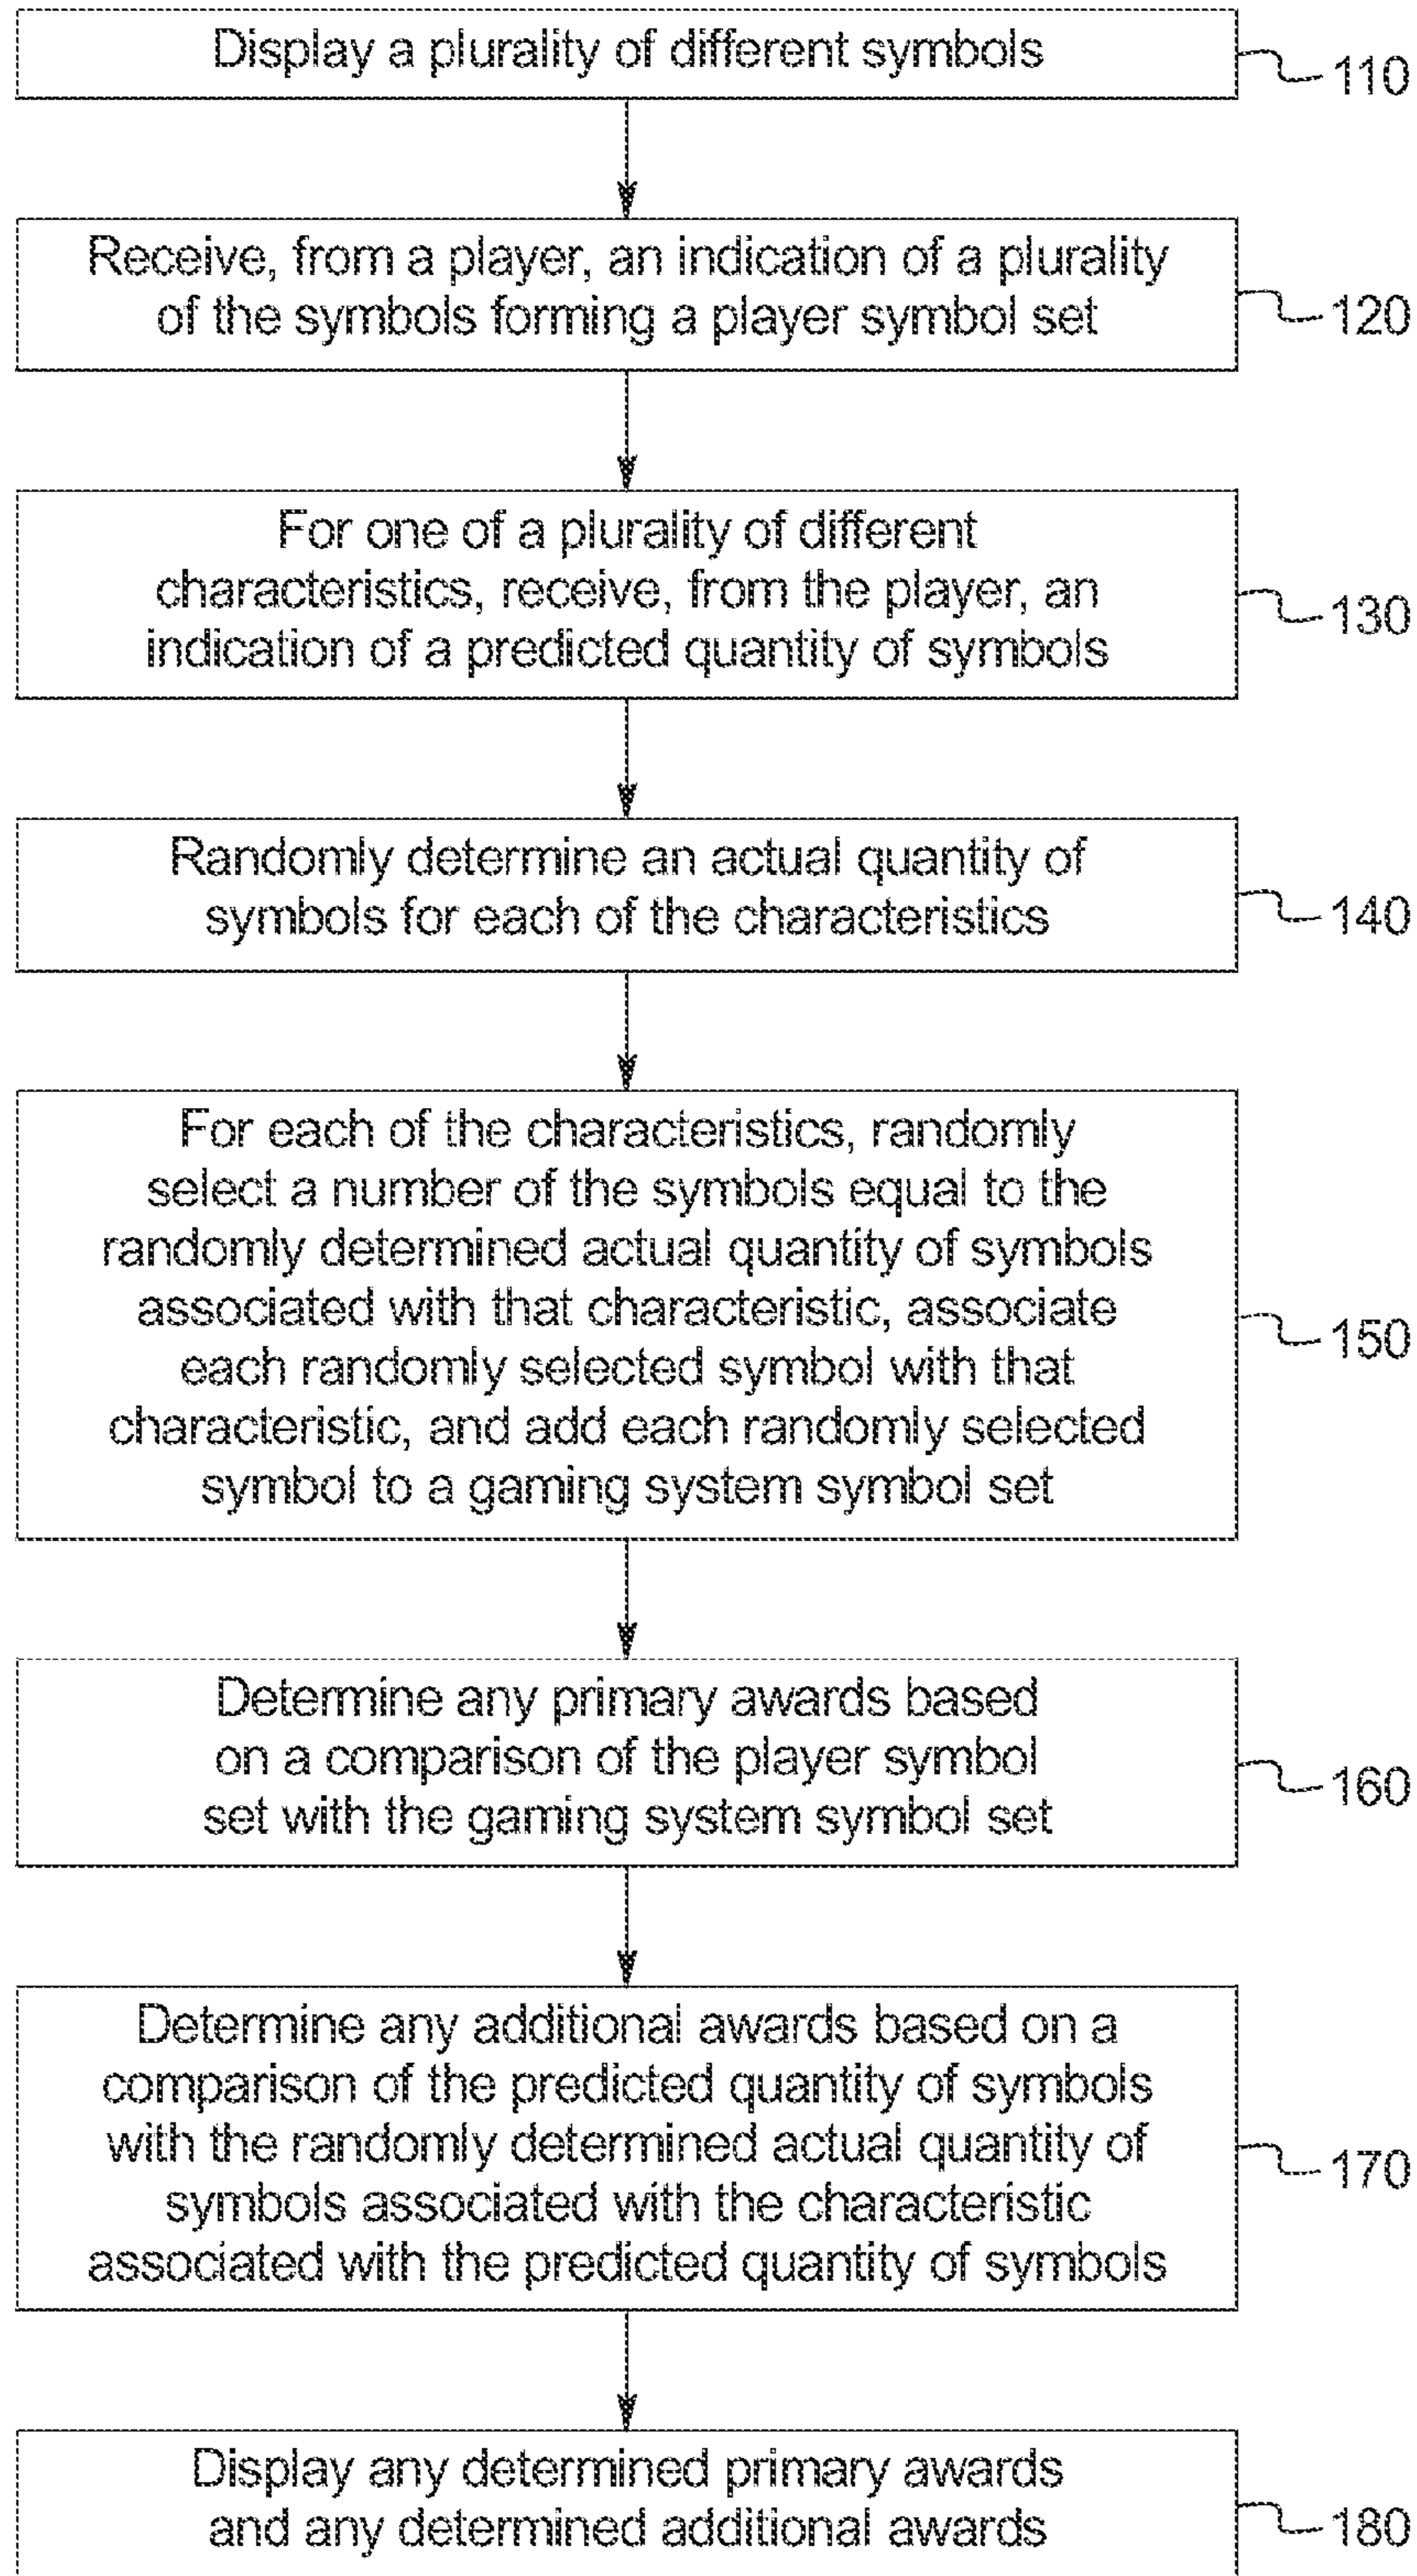 Display a plurality of different symbols
110
Receive, from a player, an indication of a plurality
of the symbols forming a player symbol set
120
For one of a plurality of different
characteristics, receive, from the player, an
indication of a predicted quantity of symbols
130
Randomly determine an actual quantity of
symbols for each of the characteristics
140
For each of the characteristics, randomly
select a number of the symbols equal to the
randomly determined actual quantity of symbols
associated with that characteristic, associate
each randomly selected symbol with that
characteristic, and add each randomly selected
symbol to a gaming system symbol set
150
Determine any primary awards based
on a comparison of the player symbol
set with the gaming system symbol set
160
Determine any additional awards based on a
comparison of the predicted quantity of symbols
with the randomly determined actual quantity of
symbols associated with the characteristic
associated with the predicted quantity of symbols
170
Display any determined primary awards
and any determined additional awards
180